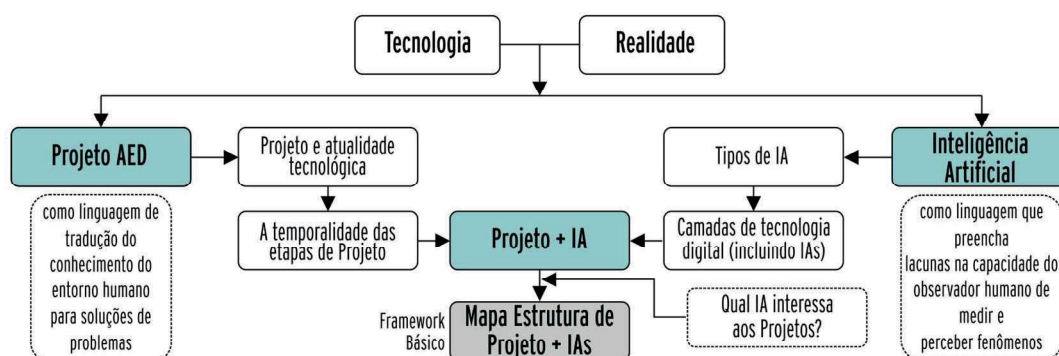 Tecnologia
Realidade
Projeto AED
Projeto e atualidade
tecnológica
Tipos de IA
Inteligência
Artificial
como linguagem de
tradução do
conhecimento do
entorno humano
para soluções de
problemas
A temporalidade das
etapas de Projeto
Projeto + IA
Camadas de tecnologia
digital (incluindo IAs)
como linguagem que
preencha
lacunas na capacidade do
observador humano de
medir e
perceber fenômenos
Qual IA interessa
aos Projetos?
Framework
Básico
Mapa Estrutura de
Projeto + IAs